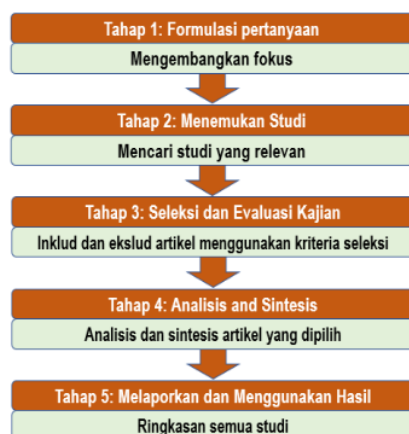 Tahap 1: Formulasi pertanyaan
Mengembangkan fokus
Tahap 2: Menemukan Studi
Mencari studi yang relevan
Tahap 3: Seleksi dan Evaluasi Kajian
Inklud dan ekslud artikel menggunakan kriteria seleksi
Tahap 4: Analisis and Sintesis
Analisis dan sintesis artikel yang dipilih
Tahap 5: Melaporkan dan Menggunakan Hasil
Ringkasan semua studi